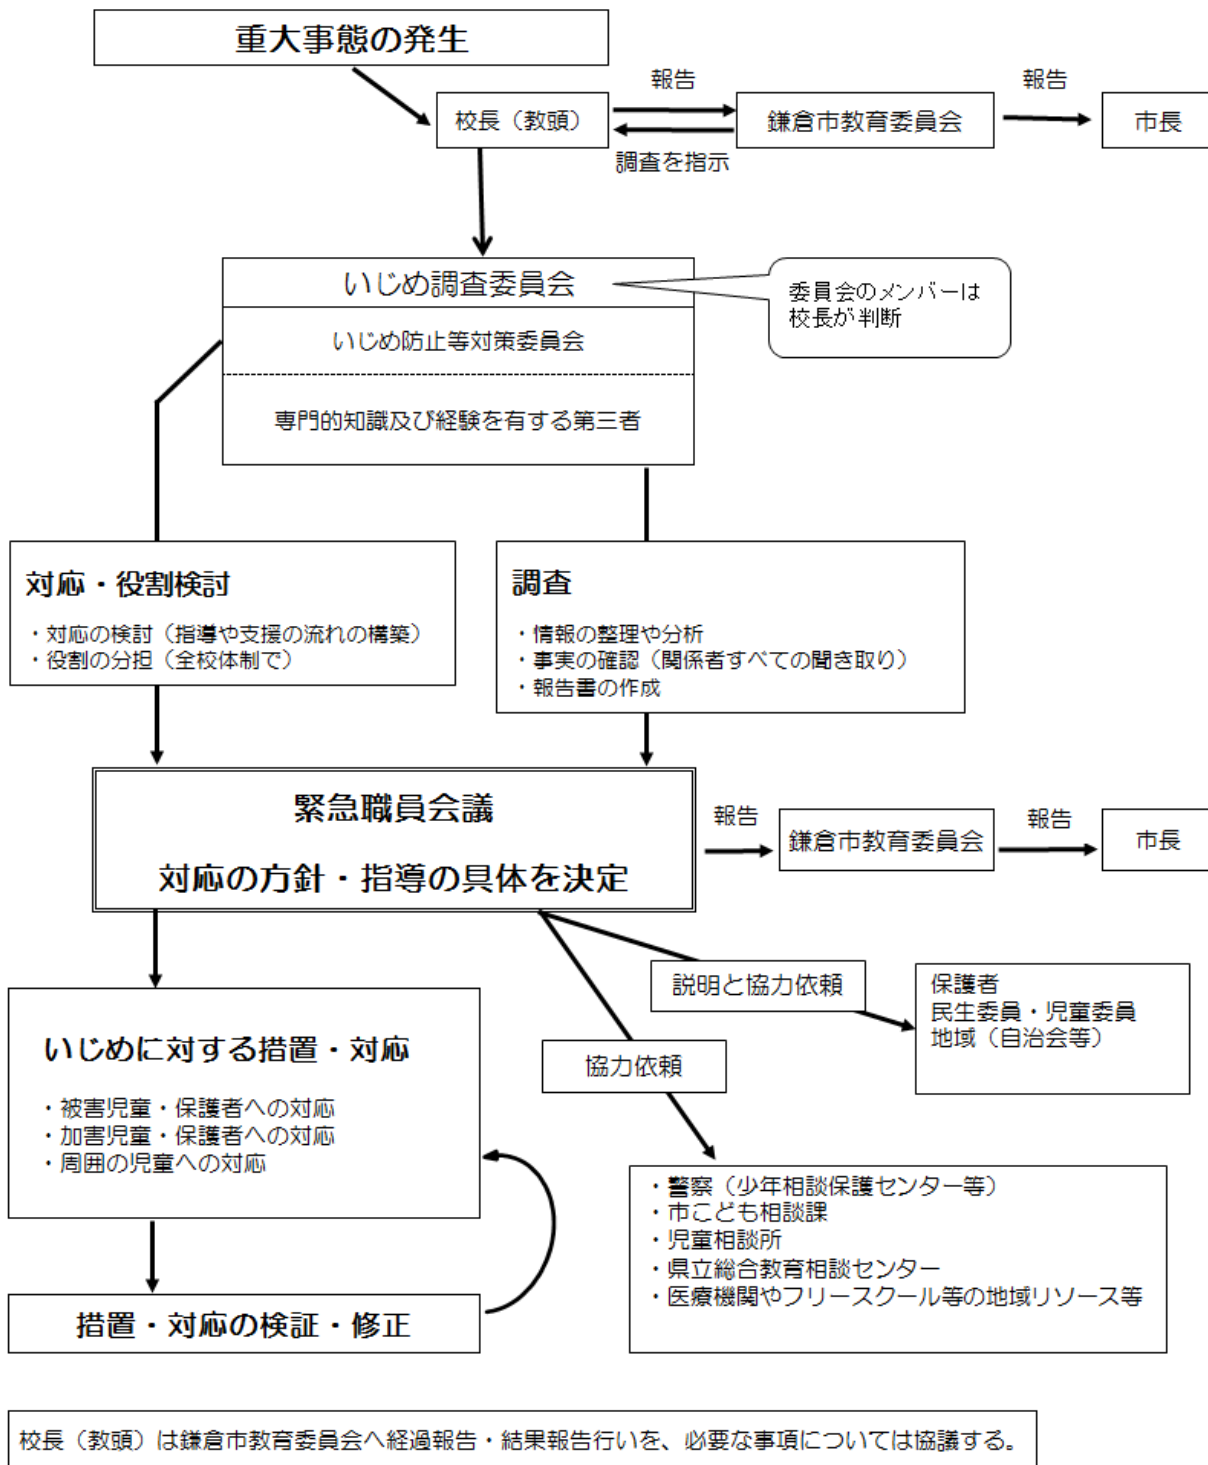 重大事態の発生
報告
報告
校長（教頭）
鎌倉市教育委員会
市長
調査を指示
いじめ調査委員会
委員会のメンバーは
校長が判断
いじめ防止等対策委員会
専門的知識及び経験を有する第三者
対応・役割検討
・対応の検討（指導や支援の流れの構築）
・役割の分担（全校体制で）
調査
・情報の整理や分析
・事実の確認（関係者すべての聞き取り）
・報告書の作成
緊急職員会議
対応の方針・指導の具体を決定
報告
鎌倉市教育委員会
報告
市長
説明と協力依頼
保護者
民生委員・児童委員
地域（自治会等）
協力依頼
いじめに対する措置・対応
・被害児童・保護者への対応
・加害児童・保護者への対応
・周囲の児童への対応
・警察（少年相談保護センター等）
・市こども相談課
・児童相談所
・県立総合教育相談センター
・医療機関やフリースクール等の地域リソース等
措置・対応の検証・修正
校長（教頭）は鎌倉市教育委員会へ経過報告・結果報告行いを、必要な事項については協議する。